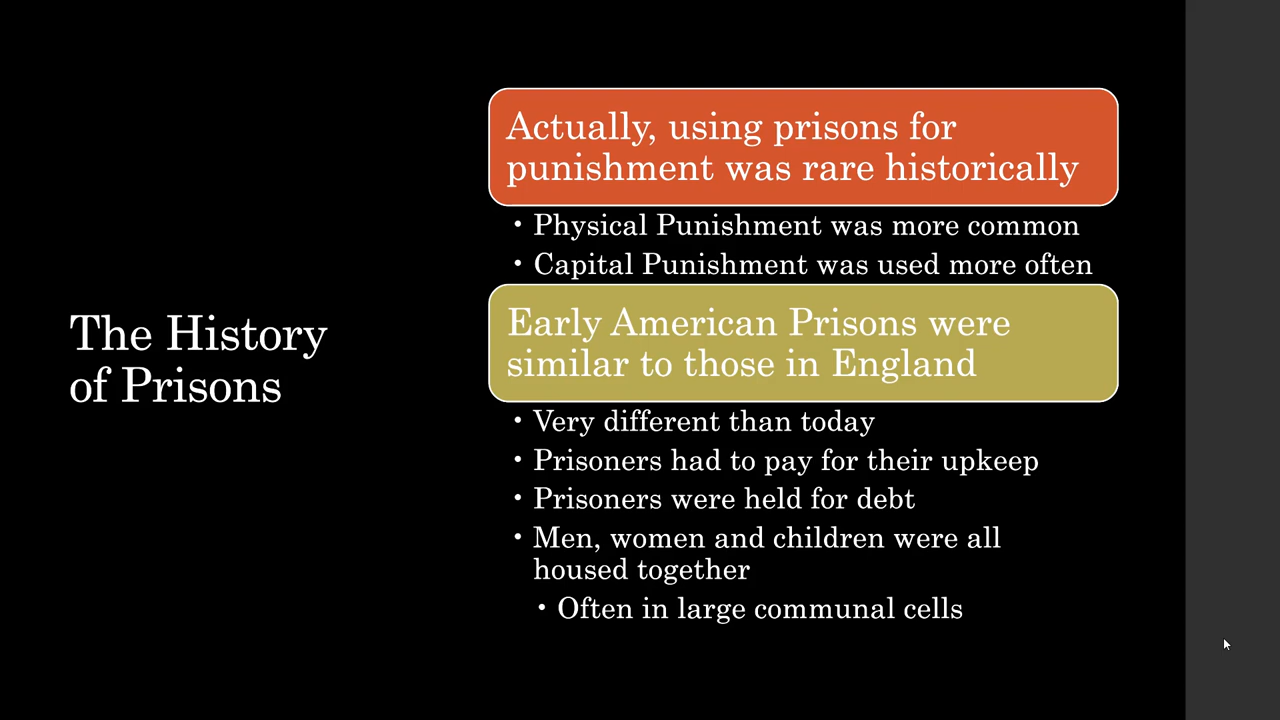 The History
of Prisons
Actually, using prisons for
punishment was rare historically
• Physical Punishment was more common
• Capital Punishment was used more often
Early American Prisons were
similar to those in England
• Very different than today
• Prisoners had to pay for their upkeep
• Prisoners were held for debt
• Men, women and children were all
housed together
• Often in large communal cells